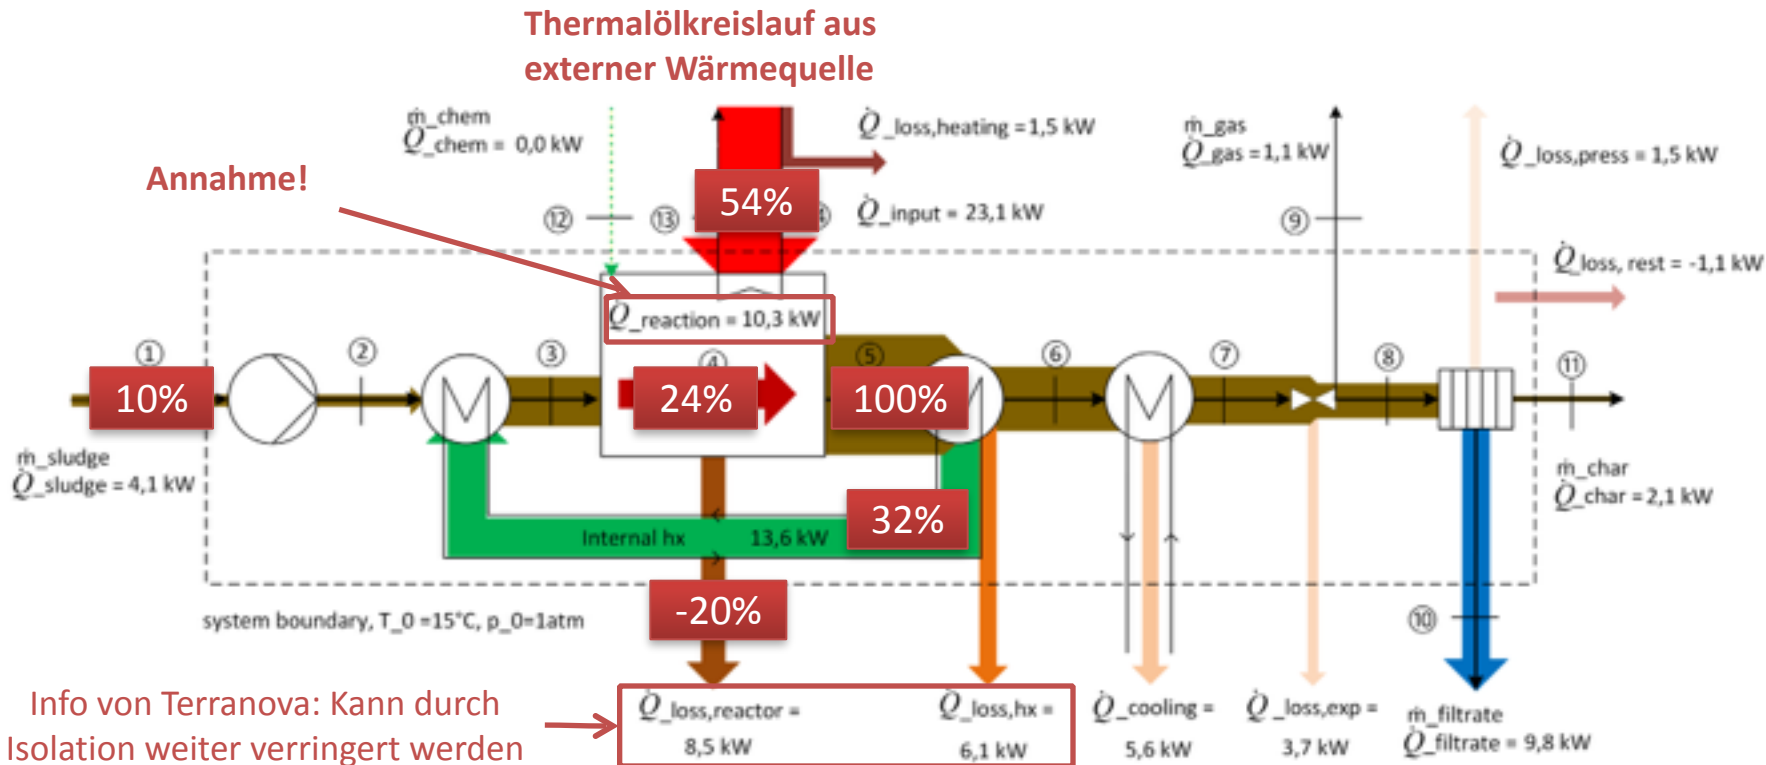 Thermalölkreislauf aus
externer Wärmequelle
ṁ_chem
Q̇_chem = 0,0 kW
Q̇_loss,heating =1,5 kW
ṁ_gas
Q̇_gas =1,1 kW
Q̇_loss,press = 1,5 kW
Annahme!
54%
⑫
⑬
Q̇_input = 23,1 kW
⑨
Q̇_loss, rest = -1,1 kW
Q̇_reaction = 10,3 kW
①
②
③
④
⑤
⑥
⑦
⑧
⑪
10%
24%
100%
ṁ_sludge
Q̇_sludge = 4,1 kW
ṁ_char
Q̇_char = 2,1 kW
32%
Internal hx 13,6 kW
-20%
system boundary, T_0 =15°C, p_0=1atm
⑩
Info von Terranova: Kann durch
Isolation weiter verringert werden
Q̇_loss,reactor =
8,5 kW
Q̇_loss,hx =
6,1 kW
Q̇_cooling =
5,6 kW
Q̇_loss,exp =
3,7 kW
ṁ_filtrate
Q̇_filtrate = 9,8 kW